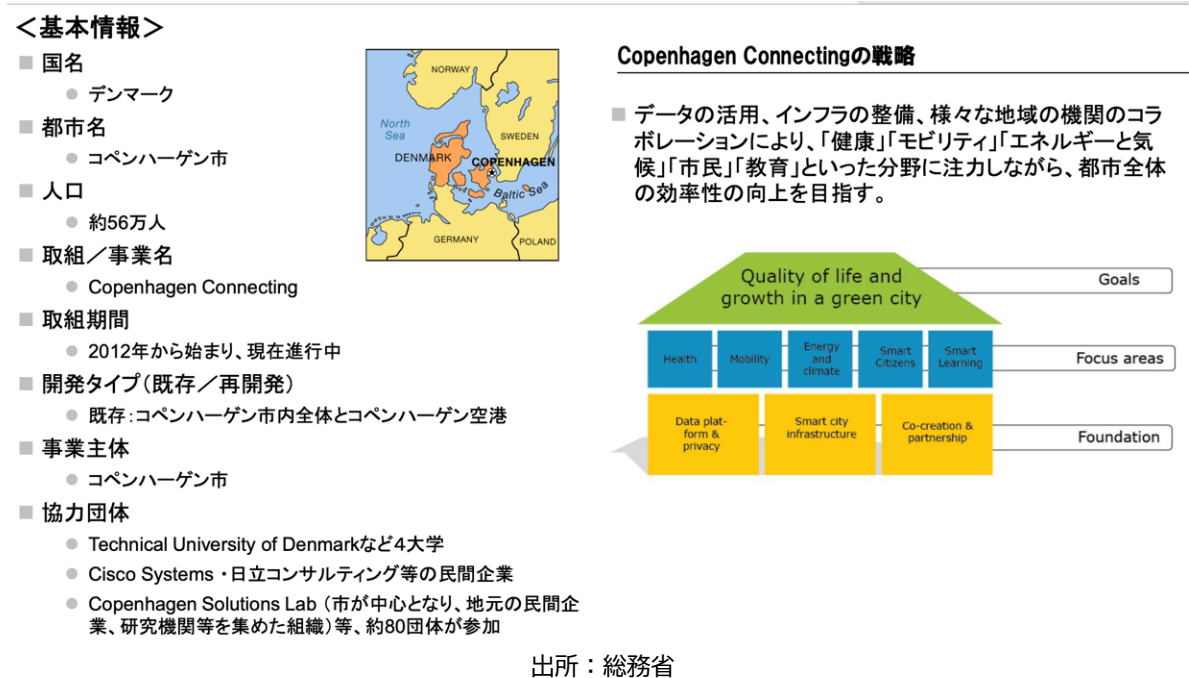 ＜基本情報＞
■ 国名
● デンマーク
■ 都市名
● コペンハーゲン市
■ 人口
● 約56万人
■ 取組／事業名
● Copenhagen Connecting
■ 取組期間
● 2012年から始まり、現在進行中
■ 開発タイプ（既存／再開発）
● 既存：コペンハーゲン市内全体とコペンハーゲン空港
■ 事業主体
● コペンハーゲン市
■ 協力団体
● Technical University of Denmarkなど４大学
● Cisco Systems ・日立コンサルティング等の民間企業
● Copenhagen Solutions Lab （市が中心となり、地元の民間企
業、研究機関等を集めた組織）等、約80団体が参加
NORWAY
North
Sea
SWEDEN
DENMARK
COPENHAGEN
Baltic Sea
GERMANY
POLAND
Copenhagen Connectingの戦略
■ データの活用、インフラの整備、様々な地域の機関のコラ
ボレーションにより、「健康」「モビリティ」「エネルギーと気
候」「市民」「教育」といった分野に注力しながら、都市全体
の効率性の向上を目指す。
Quality of life and
growth in a green city
Goals
Health
Mobility
Energy
and
climate
Smart
Citizens
Smart
Learning
Focus areas
Data plat-
form &
privacy
Smart city
infrastructure
Co-creation &
partnership
Foundation
出所：総務省